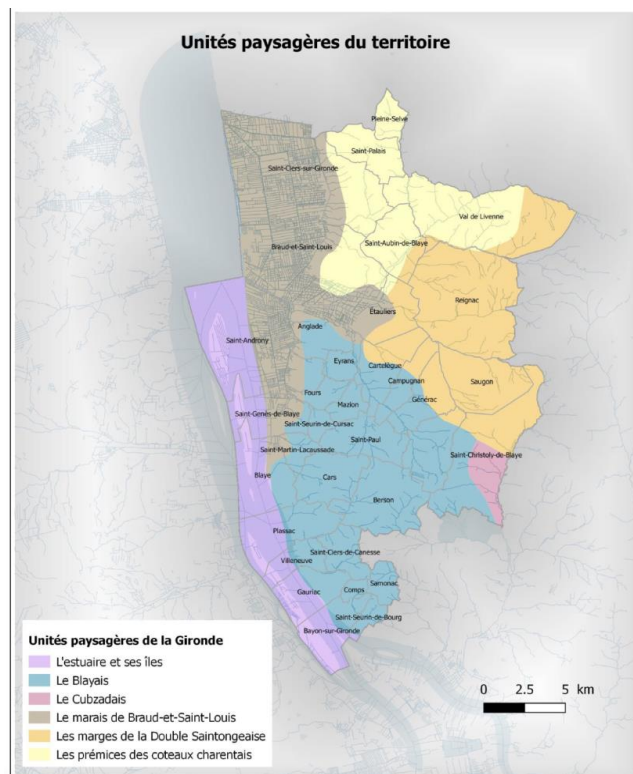 Unités paysagères du territoire
Pleine-Selve
Saint-Palais
Saint-Ciers-sur-Gironde
Val de Livenne
Saint-Aubin-de-Blaye
Braud-et-Saint-Louis
Reignac
Étauliers
Anglade
Saint-Androny
Eyrans
Cartelègue
Campugnan
Saugon
Fours
Générac
Mazion
Saint-Genès-de-Blaye
Saint-Seurin-de-Cursac
Saint-Paul
Saint-Martin-Lacaussade
Saint-Christoly-de-Blaye
Blaye
Cars
Berson
Plassac
Saint-Ciers-de-Canesse
Villeneuve
Samonac
Comps
Gauriac
Saint-Seurin-de-Bourg
Bayon-sur-Gironde
Unités paysagères de la Gironde
L'estuaire et ses îles
Le Blayais
Le Cubzadais
Le marais de Braud-et-Saint-Louis
Les marges de la Double Saintongeaise
Les prémices des coteaux charentais
0 2.5 5 km